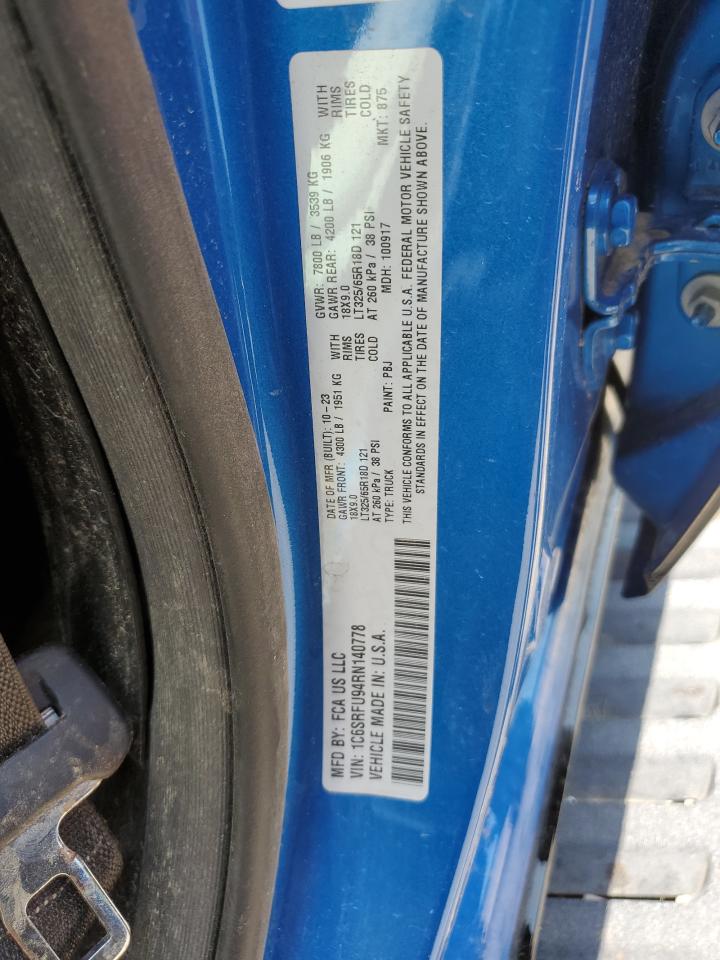 MFD BY: FCA US LLC
VIN: 1C6SRFU94RN140778
VEHICLE MADE IN: U.S.A.
DATE OF MFR (BUILT): 10-23
GAWR FRONT: 4300 LB / 1951 KG WITH
18X9.0 RIMS
LT325/65R18D 121 TIRES
AT 260 kPa / 38 PSI COLD
TYPE: TRUCK PAINT: PBJ
GVWR: 7800 LB / 3539 KG
GAWR REAR: 4200 LB / 1906 KG WITH
18X9.0 RIMS
LT325/65R18D 121 TIRES
AT 260 kPa / 38 PSI COLD
MDH: 100917 MKT: 875
THIS VEHICLE CONFORMS TO ALL APPLICABLE U.S.A. FEDERAL MOTOR VEHICLE SAFETY
STANDARDS IN EFFECT ON THE DATE OF MANUFACTURE SHOWN ABOVE.